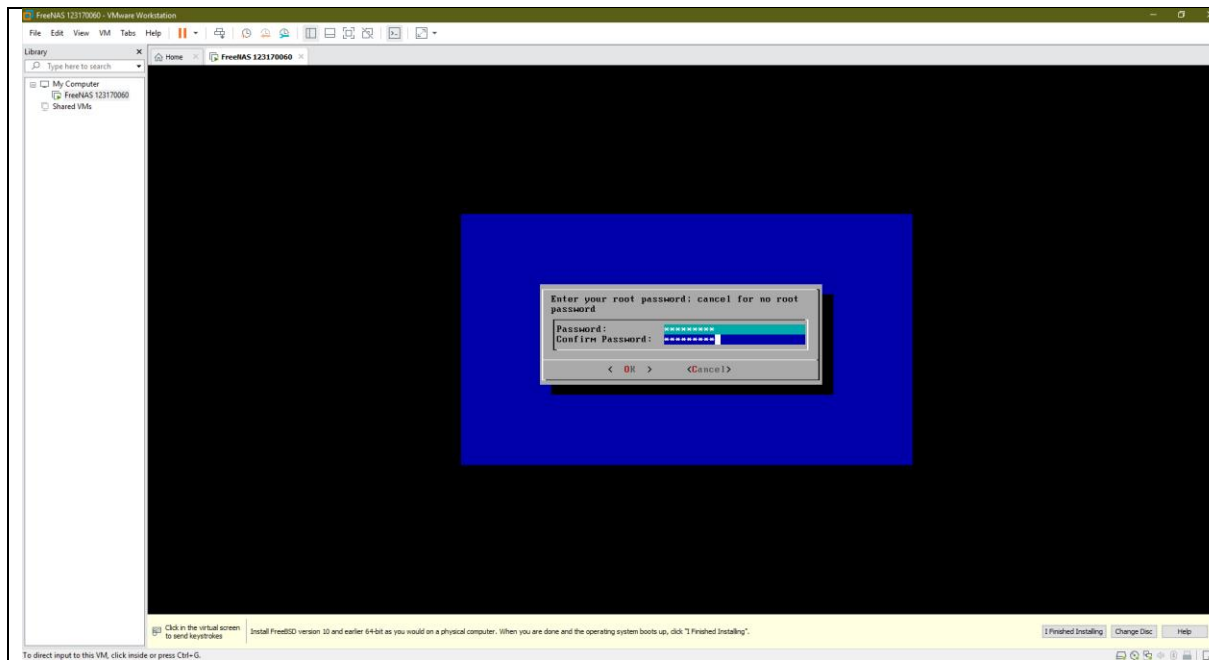 FreeNAS 123170060 - VMware Workstation
File Edit View VM Tabs Help
Library
Type here to search
Home
FreeNAS 123170060
My Computer
FreeNAS 123170060
Shared VMs
Enter your root password; cancel for no root
password
Password: *********
Confirm Password: *********
< OK > <Cancel>
Click in the virtual screen
to send keystrokes
Install FreeBSD version 10 and earlier 64-bit as you would on a physical computer. When you are done and the operating system boots up, click "I Finished Installing".
I Finished Installing
Change Disc
Help
To direct input to this VM, click inside or press Ctrl+G.